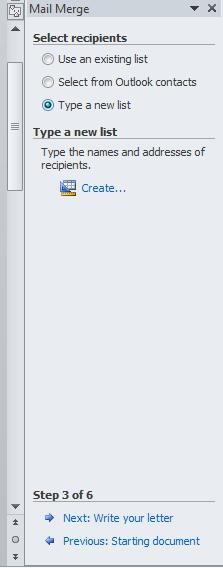 Mail Merge
Select recipients
Use an existing list
Select from Outlook contacts
Type a new list
Type a new list
Type the names and addresses of
recipients.
Create...
Step 3 of 6
Next: Write your letter
Previous: Starting document